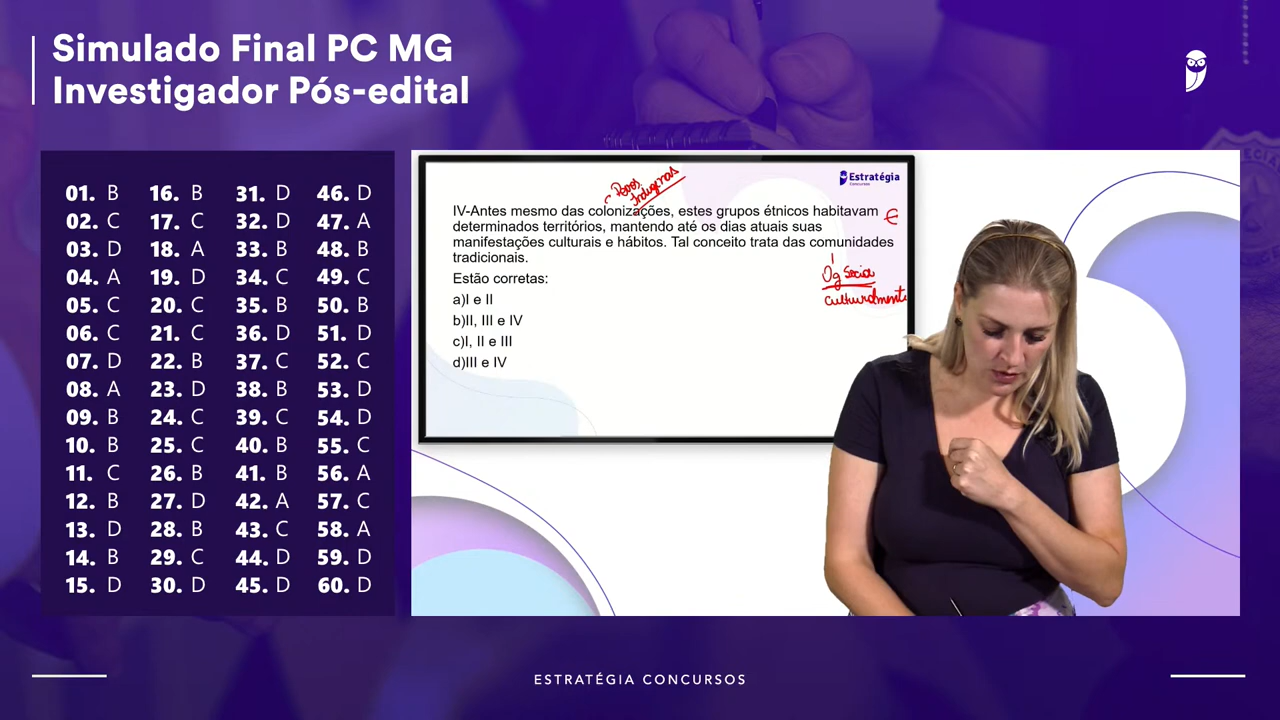 Simulado Final PC MG
Investigador Pós-edital
01. B 16. B 31. D 46. D
02. C 17. C 32. D 47. A
03. D 18. A 33. B 48. B
04. A 19. D 34. C 49. C
05. C 20. C 35. B 50. B
06. C 21. C 36. D 51. D
07. D 22. B 37. C 52. C
08. A 23. D 38. B 53. D
09. B 24. C 39. C 54. D
10. B 25. C 40. B 55. C
11. C 26. B 41. B 56. A
12. B 27. D 42. A 57. C
13. D 28. B 43. C 58. A
14. B 29. C 44. D 59. D
15. D 30. D 45. D 60. D
Estratégia
Concursos
Indígenas
IV-Antes mesmo das colonizações, estes grupos étnicos habitavam E
determinados territórios, mantendo até os dias atuais suas
manifestações culturais e hábitos. Tal conceito trata das comunidades
tradicionais.
Og Social
culturalmente
Estão corretas:
a)I e II
b)II, III e IV
c)I, II e III
d)III e IV
ESTRATÉGIA CONCURSOS